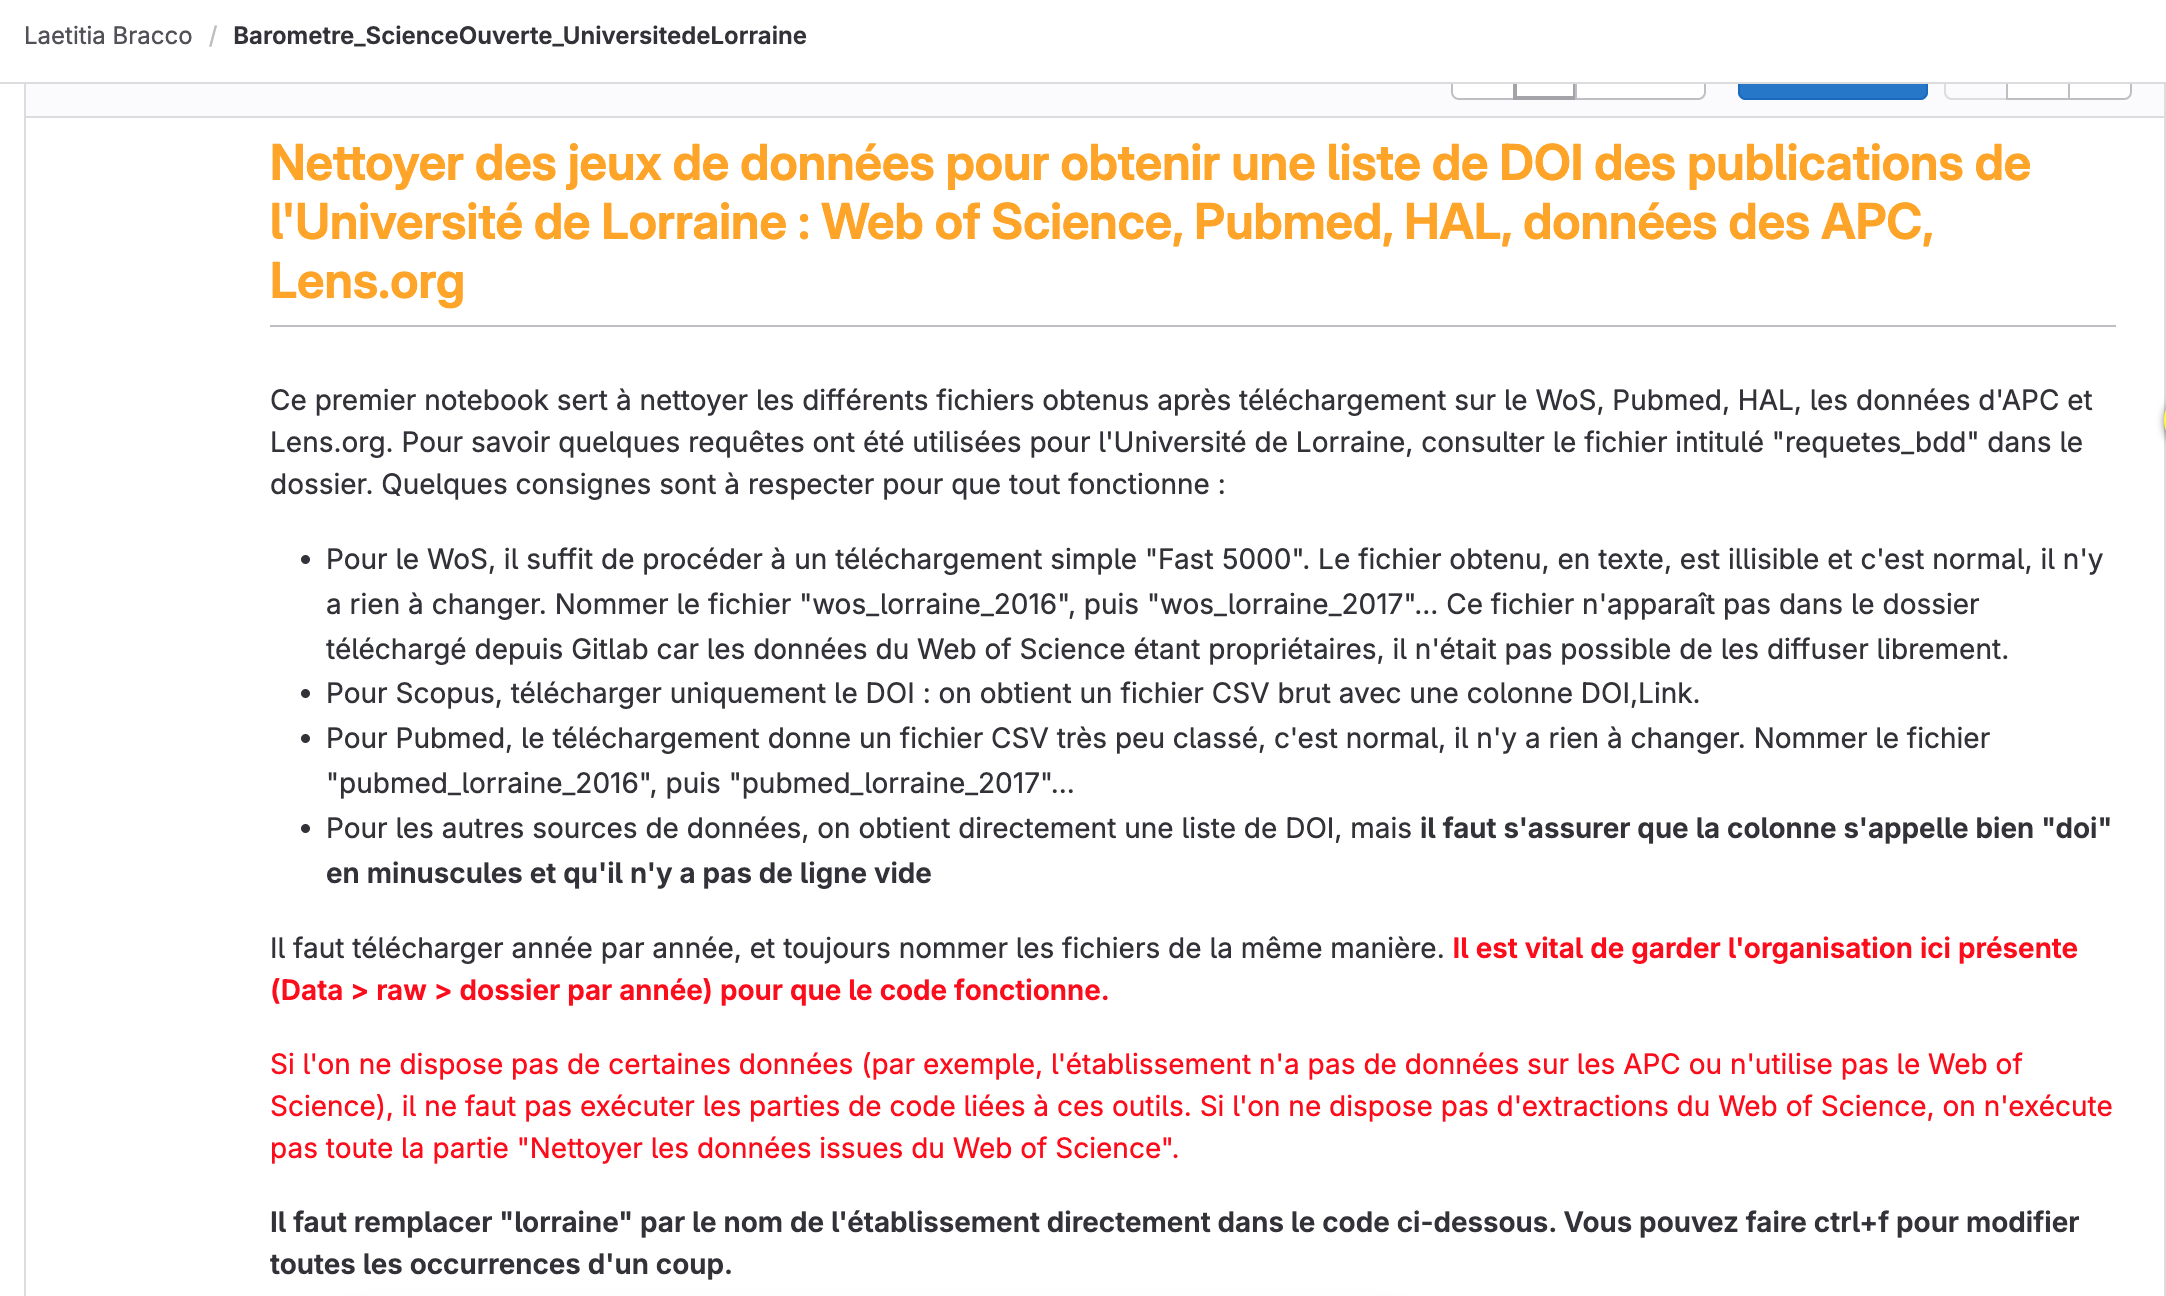 Laetitia Bracco / Barometre_ScienceOuverte_UniversitedeLorraine
Nettoyer des jeux de données pour obtenir une liste de DOI des publications de
l'Université de Lorraine : Web of Science, Pubmed, HAL, données des APC,
Lens.org
Ce premier notebook sert à nettoyer les différents fichiers obtenus après téléchargement sur le WoS, Pubmed, HAL, les données d'APC et
Lens.org. Pour savoir quelques requêtes ont été utilisées pour l'Université de Lorraine, consulter le fichier intitulé "requetes_bdd" dans le
dossier. Quelques consignes sont à respecter pour que tout fonctionne :
• Pour le WoS, il suffit de procéder à un téléchargement simple "Fast 5000". Le fichier obtenu, en texte, est illisible et c'est normal, il n'y
a rien à changer. Nommer le fichier "wos_lorraine_2016", puis "wos_lorraine_2017"... Ce fichier n'apparaît pas dans le dossier
téléchargé depuis Gitlab car les données du Web of Science étant propriétaires, il n'était pas possible de les diffuser librement.
• Pour Scopus, télécharger uniquement le DOI : on obtient un fichier CSV brut avec une colonne DOI,Link.
• Pour Pubmed, le téléchargement donne un fichier CSV très peu classé, c'est normal, il n'y a rien à changer. Nommer le fichier
"pubmed_lorraine_2016", puis "pubmed_lorraine_2017"...
• Pour les autres sources de données, on obtient directement une liste de DOI, mais il faut s'assurer que la colonne s'appelle bien "doi"
en minuscules et qu'il n'y a pas de ligne vide
Il faut télécharger année par année, et toujours nommer les fichiers de la même manière. Il est vital de garder l'organisation ici présente
(Data > raw > dossier par année) pour que le code fonctionne.
Si l'on ne dispose pas de certaines données (par exemple, l'établissement n'a pas de données sur les APC ou n'utilise pas le Web of
Science), il ne faut pas exécuter les parties de code liées à ces outils. Si l'on ne dispose pas d'extractions du Web of Science, on n'exécute
pas toute la partie "Nettoyer les données issues du Web of Science".
Il faut remplacer "lorraine" par le nom de l'établissement directement dans le code ci-dessous. Vous pouvez faire ctrl+f pour modifier
toutes les occurrences d'un coup.